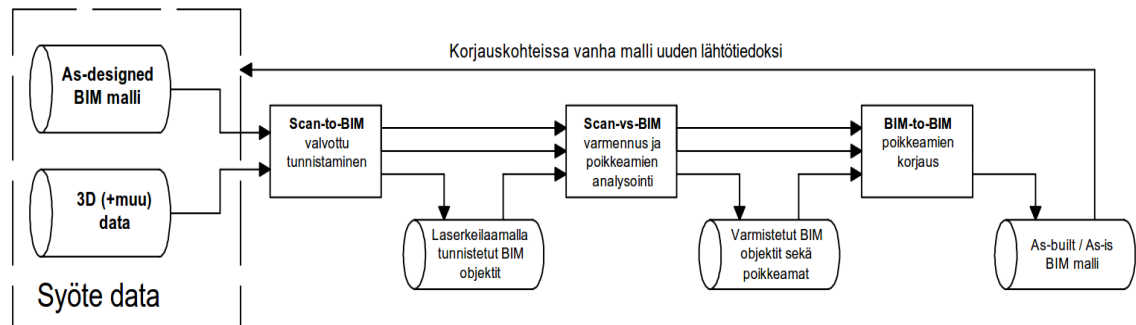 Korjauskohteissa vanha malli uuden lähtötiedoksi
As-designed
BIM malli
3D (+muu)
data
Syöte data
Scan-to-BIM
valvottu
tunnistaminen
Laserkeilaamalla
tunnistetut BIM
objektit
Scan-vs-BIM
varmennus ja
poikkeamien
analysointi
Varmistetut BIM
objektit sekä
poikkeamat
BIM-to-BIM
poikkeamien
korjaus
As-built / As-is
BIM malli